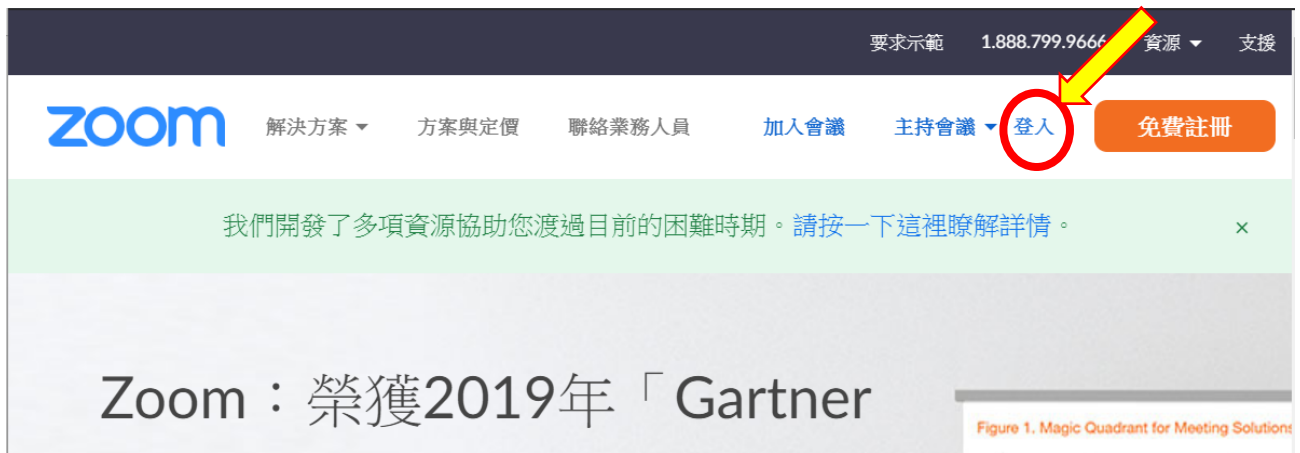 要求示範 1.888.799.9666 資源 支援
zoom 解決方案 方案與定價 聯絡業務人員 加入會議 主持會議 登入 免費註冊
我們開發了多項資源協助您渡過目前的困難時期。請按一下這裡瞭解詳情。 ×
Zoom：榮獲2019年「Gartner
Figure 1. Magic Quadrant for Meeting Solutions